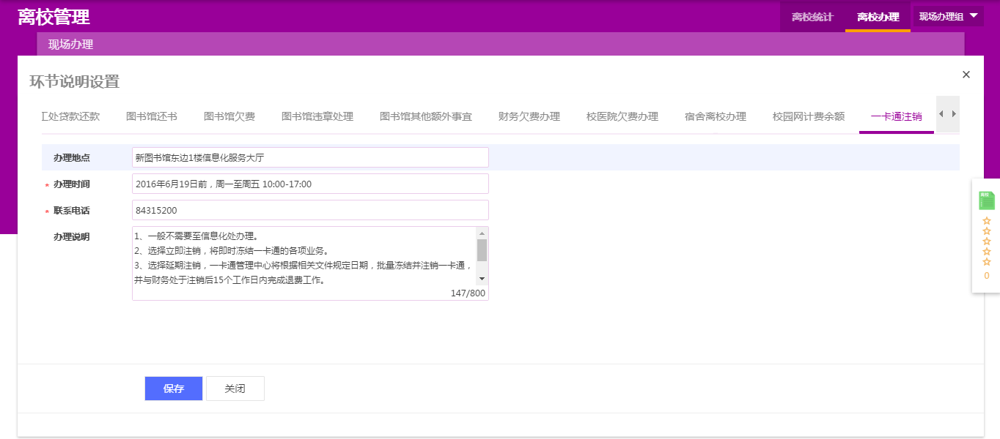 离校管理
离校统计
离校办理
现场办理组
现场办理
环节说明设置
工处贷款还款
图书馆还书
图书馆欠费
图书馆违章处理
图书馆其他额外事宜
财务欠费办理
校医院欠费办理
宿舍离校办理
校园网计费余额
一卡通注销
办理地点
新图书馆东边1楼信息化服务大厅
* 办理时间
2016年6月19日前，周一至周五 10:00-17:00
* 联系电话
84315200
办理说明
1、一般不需要至信息化处办理。
2、选择立即注销，将即时冻结一卡通的各项业务。
3、选择延期注销，一卡通管理中心将根据相关文件规定日期，批量冻结并注销一卡通，
并与财务处于注销后15个工作日内完成退费工作。
147/800
离校
0
保存
关闭